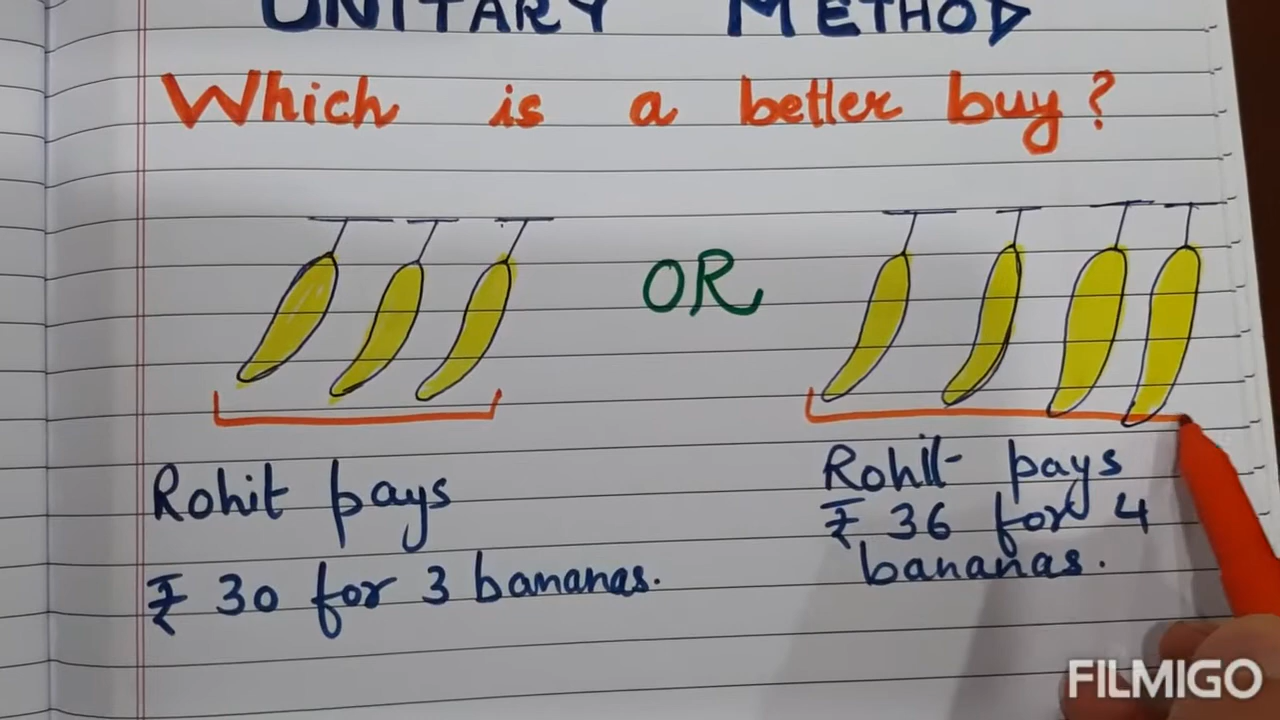 UNITARY METHOD
Which is a better buy?
OR
Rohit pays
₹ 30 for 3 bananas.
Rohit pays
₹ 36 for 4
bananas.
FILMIGO